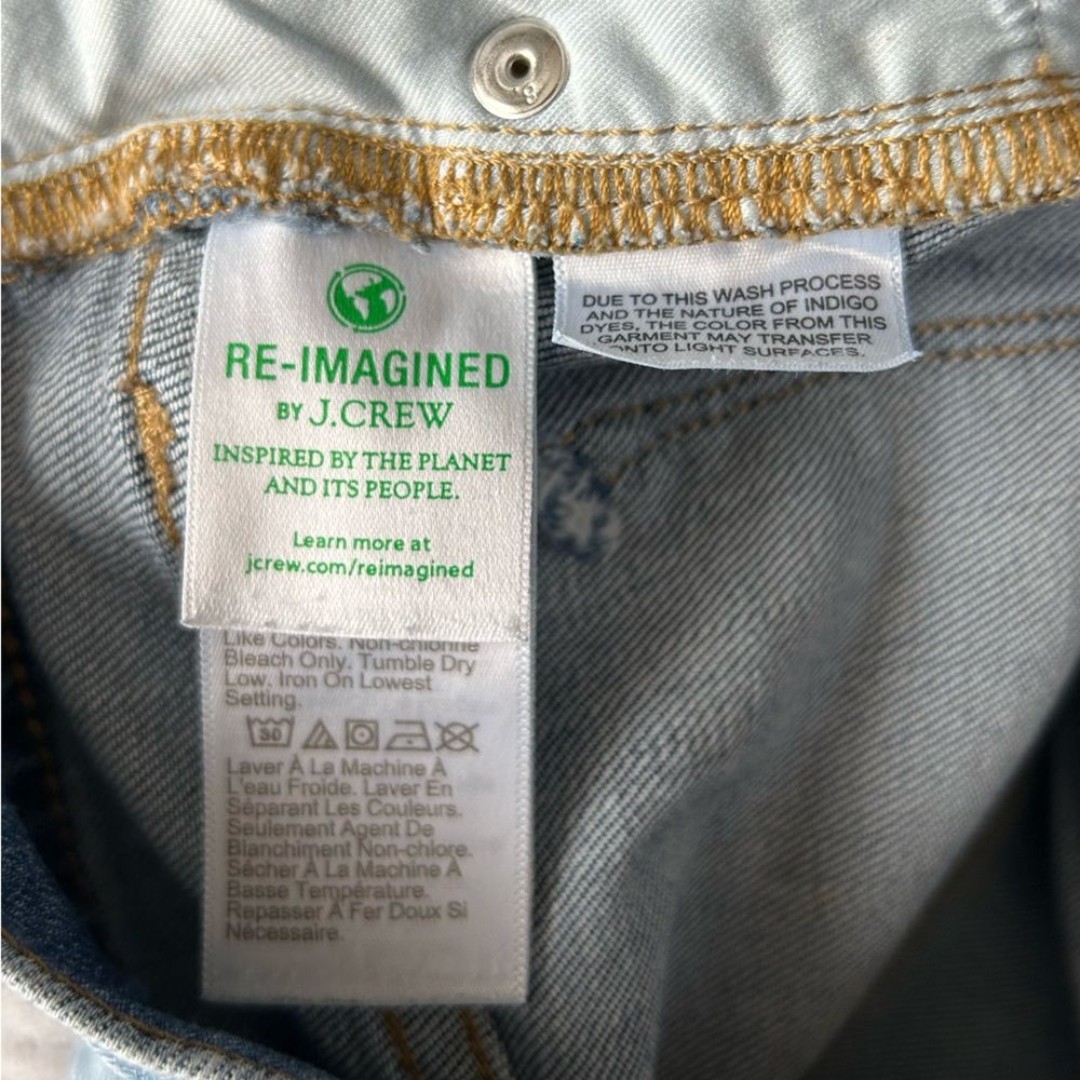 RE-IMAGINED
BY J.CREW
INSPIRED BY THE PLANET
AND ITS PEOPLE.
Learn more at
jcrew.com/reimagined
Like Colors. Non-chlorine
Bleach Only. Tumble Dry
Low. Iron On Lowest
Setting.
30
Laver À La Machine À
L'eau Froide. Laver En
Séparant Les Couleurs.
Seulement Agent De
Blanchiment Non-chlore.
Sécher À La Machine À
Basse Température.
Repasser À Fer Doux Si
Nécessaire.
DUE TO THIS WASH PROCESS
AND THE NATURE OF INDIGO
DYES, THE COLOR FROM THIS
GARMENT MAY TRANSFER
ONTO LIGHT SURFACES.